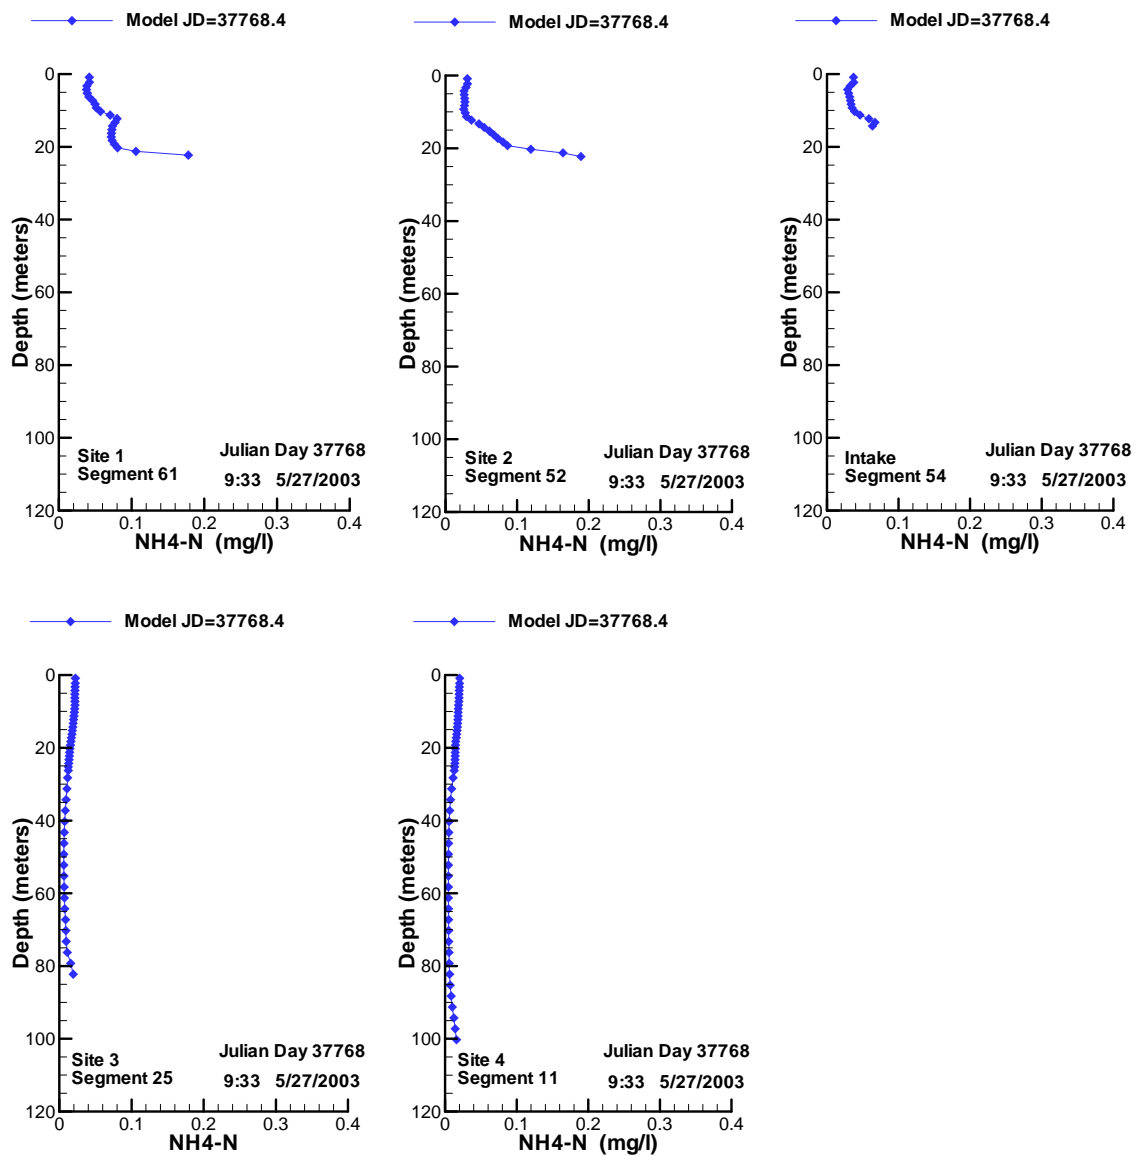 Model JD=37768.4
0
20
40
60
80
100
120
Depth (meters)
Site 1
Segment 61
Julian Day 37768
9:33 5/27/2003
0 0.1 0.2 0.3 0.4
NH4-N (mg/l)
Model JD=37768.4
0
20
40
60
80
100
120
Depth (meters)
Site 2
Segment 52
Julian Day 37768
9:33 5/27/2003
0 0.1 0.2 0.3 0.4
NH4-N (mg/l)
Model JD=37768.4
0
20
40
60
80
100
120
Depth (meters)
Intake
Segment 54
Julian Day 37768
9:33 5/27/2003
0 0.1 0.2 0.3 0.4
NH4-N (mg/l)
Model JD=37768.4
0
20
40
60
80
100
120
Depth (meters)
Site 3
Segment 25
Julian Day 37768
9:33 5/27/2003
0 0.1 0.2 0.3 0.4
NH4-N
Model JD=37768.4
0
20
40
60
80
100
120
Depth (meters)
Site 4
Segment 11
Julian Day 37768
9:33 5/27/2003
0 0.1 0.2 0.3 0.4
NH4-N (mg/l)